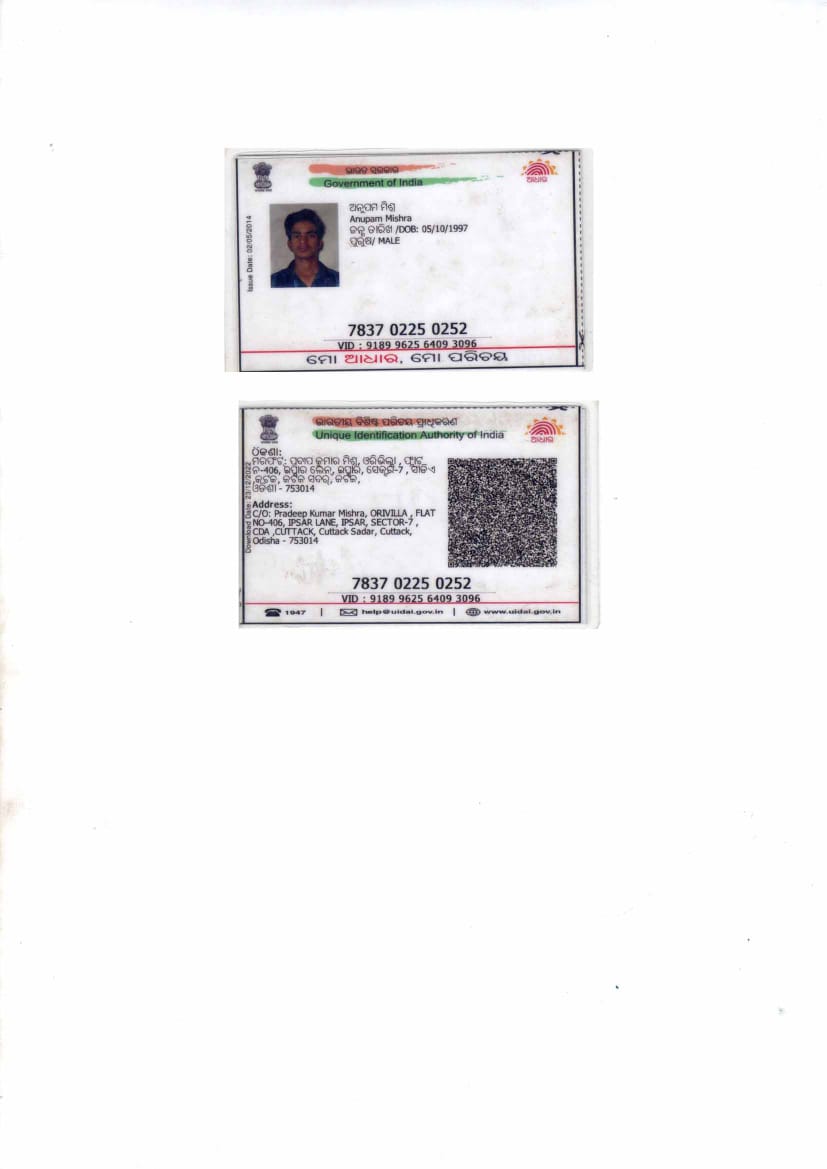 ଭାରତ ସରକାର
Government of India
ଆଧାର
Issue Date: 02/05/2014
ଅନୁପମ ମିଶ୍ର
Anupam Mishra
ଜନ୍ମ ତାରିଖ /DOB: 05/10/1997
ପୁରୁଷ/ MALE
7837 0225 0252
VID : 9189 9625 6409 3096
ମୋ ଆଧାର, ମୋ ପରିଚୟ
ଭାରତୀୟ ବିଶିଷ୍ଟ ପରିଚୟ ପ୍ରାଧିକରଣ
Unique Identification Authority of India
ଆଧାର
Download Date: 23/12/2022
ଠିକଣା:
ମରଫତ: ପ୍ରଦୀପ କୁମାର ମିଶ୍ର, ଓରିଭିଲ୍ଲା , ଫ୍ଲାଟ୍
ନ-406, ଇପ୍ସାର ଲେନ, ଇପ୍ସାର, ସେକ୍ଟର-7 , ସିଡିଏ
,କଟକ, କଟକ ସଦର, କଟକ,
ଓଡିଶା - 753014
Address:
C/O: Pradeep Kumar Mishra, ORIVILLA , FLAT
NO-406, IPSAR LANE, IPSAR, SECTOR-7 ,
CDA ,CUTTACK, Cuttack Sadar, Cuttack,
Odisha - 753014
7837 0225 0252
VID : 9189 9625 6409 3096
1947 | help@uidai.gov.in | www.uidai.gov.in